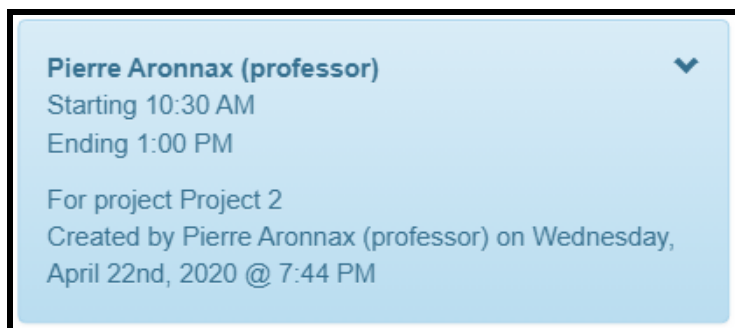 Pierre Aronnax (professor)
Starting 10:30 AM
Ending 1:00 PM
For project Project 2
Created by Pierre Aronnax (professor) on Wednesday,
April 22nd, 2020 @ 7:44 PM